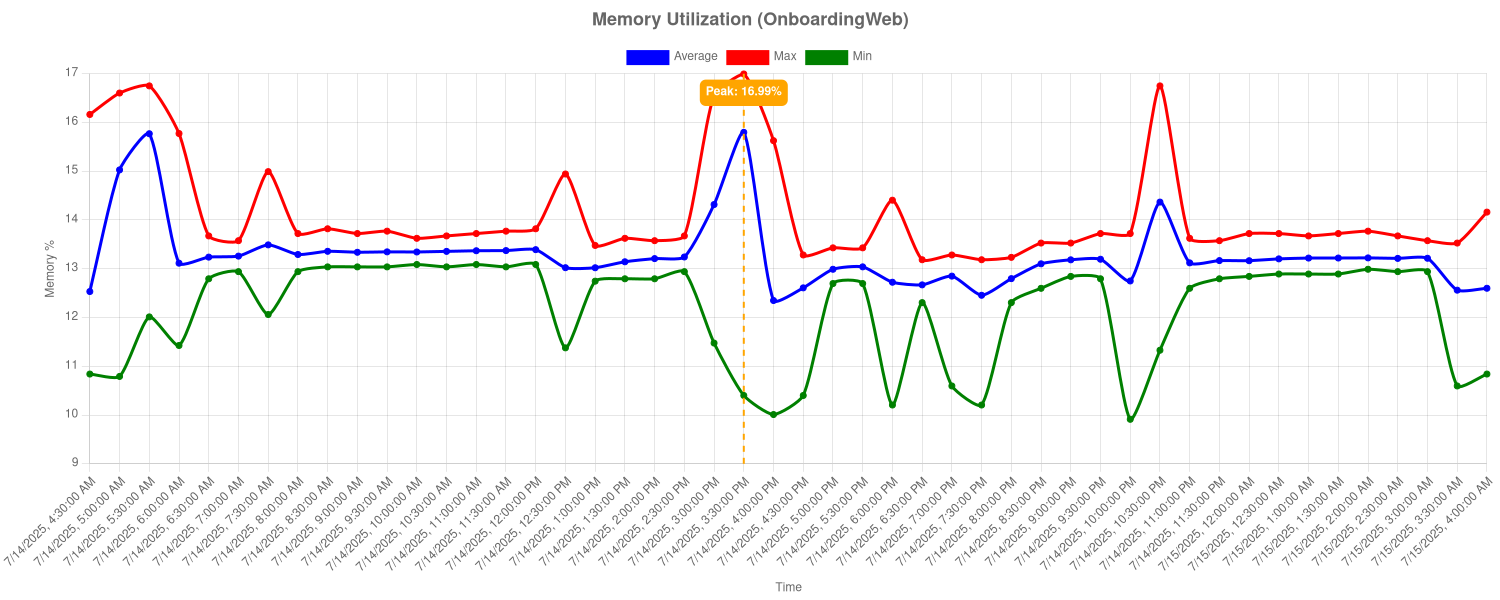 Memory Utilization (OnboardingWeb)
Average Max Min
17
Peak: 16.99%
16
15
14
13
12
11
10
9
Memory %
7/14/2025, 4:30:00 AM
7/14/2025, 5:00:00 AM
7/14/2025, 5:30:00 AM
7/14/2025, 6:00:00 AM
7/14/2025, 6:30:00 AM
7/14/2025, 7:00:00 AM
7/14/2025, 7:30:00 AM
7/14/2025, 8:00:00 AM
7/14/2025, 8:30:00 AM
7/14/2025, 9:00:00 AM
7/14/2025, 9:30:00 AM
7/14/2025, 10:00:00 AM
7/14/2025, 10:30:00 AM
7/14/2025, 11:00:00 AM
7/14/2025, 11:30:00 AM
7/14/2025, 12:00:00 PM
7/14/2025, 12:30:00 PM
7/14/2025, 1:00:00 PM
7/14/2025, 1:30:00 PM
7/14/2025, 2:00:00 PM
7/14/2025, 2:30:00 PM
7/14/2025, 3:00:00 PM
7/14/2025, 3:30:00 PM
7/14/2025, 4:00:00 PM
7/14/2025, 4:30:00 PM
7/14/2025, 5:00:00 PM
7/14/2025, 5:30:00 PM
7/14/2025, 6:00:00 PM
7/14/2025, 6:30:00 PM
7/14/2025, 7:00:00 PM
7/14/2025, 7:30:00 PM
7/14/2025, 8:00:00 PM
7/14/2025, 8:30:00 PM
7/14/2025, 9:00:00 PM
7/14/2025, 9:30:00 PM
7/14/2025, 10:00:00 PM
7/14/2025, 10:30:00 PM
7/14/2025, 11:00:00 PM
7/14/2025, 11:30:00 PM
7/15/2025, 12:00:00 AM
7/15/2025, 12:30:00 AM
7/15/2025, 1:00:00 AM
7/15/2025, 1:30:00 AM
7/15/2025, 2:00:00 AM
7/15/2025, 2:30:00 AM
7/15/2025, 3:00:00 AM
7/15/2025, 3:30:00 AM
7/15/2025, 4:00:00 AM
Time